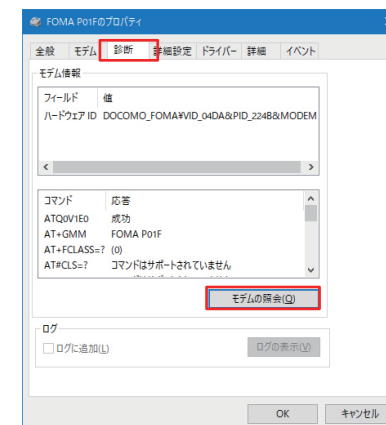 FOMA P01Fのプロパティ
全般 モデム 診断 詳細設定 ドライバー 詳細 イベント
モデム情報
フィールド 値
ハードウェア ID DOCOMO_FOMA¥VID_04DA&PID_224B&MODEM
コマンド 応答
ATQ0V1E0 成功
AT+GMM FOMA P01F
AT+FCLASS=? (0)
AT#CLS=? コマンドはサポートされていません
モデムの照会(Q)
ログ
ログに追加(L) ログの表示(V)
OK キャンセル